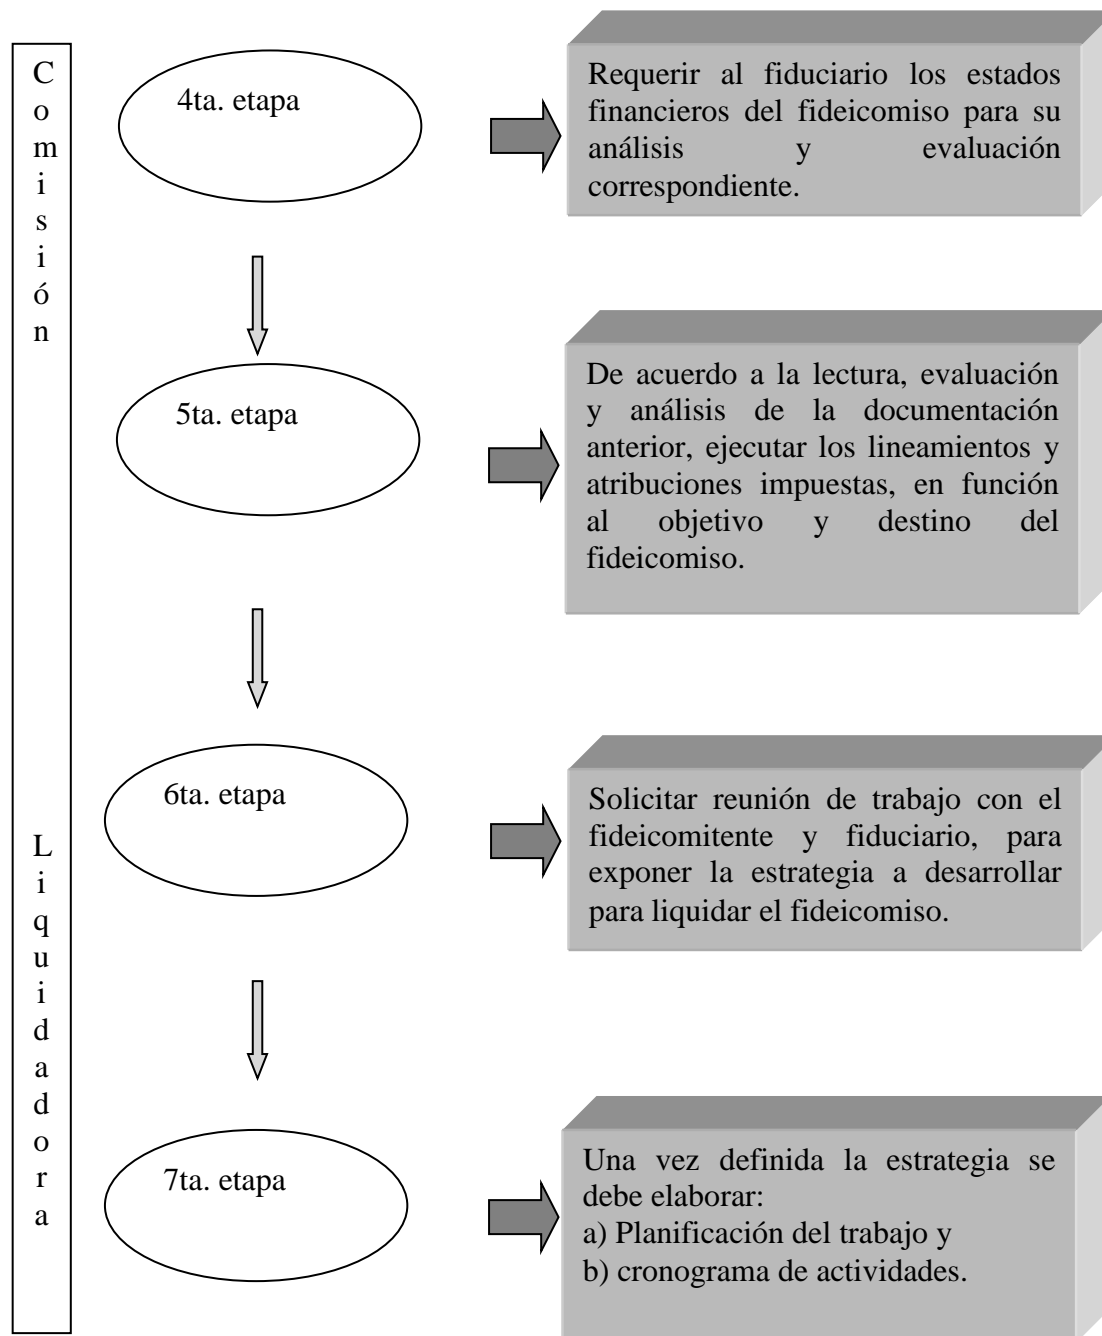 Comisión
Liquidadora
4ta. etapa
Requerir al fiduciario los estados
financieros del fideicomiso para su
análisis y evaluación
correspondiente.
5ta. etapa
De acuerdo a la lectura, evaluación
y análisis de la documentación
anterior, ejecutar los lineamientos y
atribuciones impuestas, en función
al objetivo y destino del
fideicomiso.
6ta. etapa
Solicitar reunión de trabajo con el
fideicomitente y fiduciario, para
exponer la estrategia a desarrollar
para liquidar el fideicomiso.
7ta. etapa
Una vez definida la estrategia se
debe elaborar:
a) Planificación del trabajo y
b) cronograma de actividades.